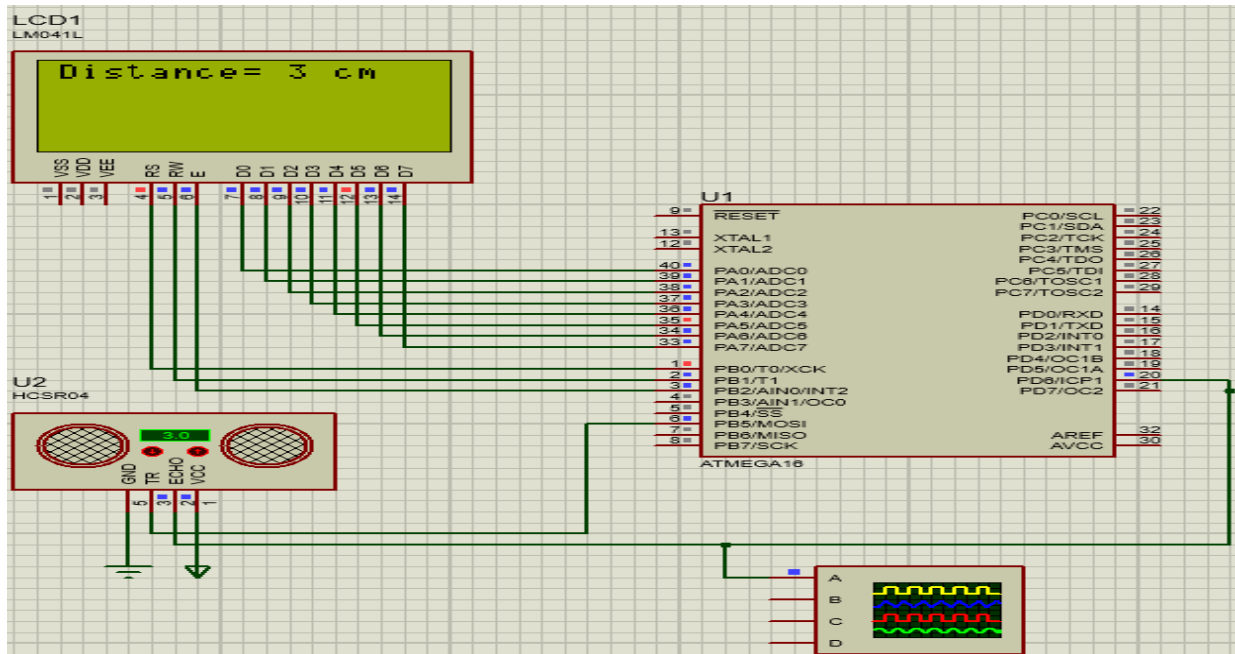 LCD1
LM041L
Distance= 3 cm
VSS
VDD
VEE
RS
RW
E
D0
D1
D2
D3
D4
D5
D6
D7
1
2
3
4
5
6
7
8
9
10
11
12
13
14
U1
9 RESET
13 XTAL1
12 XTAL2
40 PA0/ADC0
39 PA1/ADC1
38 PA2/ADC2
37 PA3/ADC3
36 PA4/ADC4
35 PA5/ADC5
34 PA6/ADC6
33 PA7/ADC7
1 PB0/T0/XCK
2 PB1/T1
3 PB2/AIN0/INT2
4 PB3/AIN1/OC0
5 PB4/SS
6 PB5/MOSI
7 PB6/MISO
8 PB7/SCK
PC0/SCL 22
PC1/SDA 23
PC2/TCK 24
PC3/TMS 25
PC4/TDO 26
PC5/TDI 27
PC6/TOSC1 28
PC7/TOSC2 29
PD0/RXD 14
PD1/TXD 15
PD2/INT0 16
PD3/INT1 17
PD4/OC1B 18
PD5/OC1A 19
PD6/ICP1 20
PD7/OC2 21
AREF 32
AVCC 30
ATMEGA16
U2
HCSR04
3.0
GND
TR
ECHO
VCC
5
3
2
1
A
B
C
D